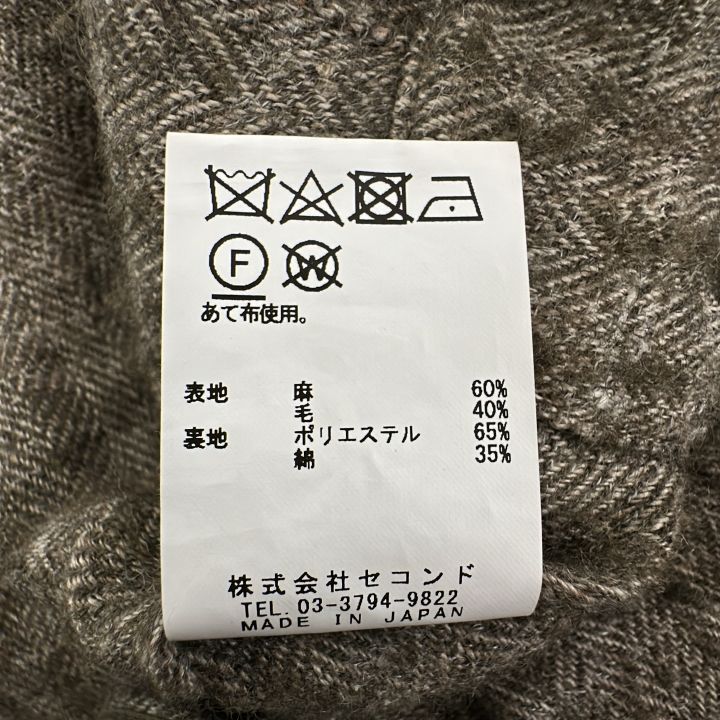 F W
あて布使用。
表地 麻 60%
毛 40%
裏地 ポリエステル 65%
綿 35%
株式会社セコンド
TEL. 03-3794-9822
MADE IN JAPAN